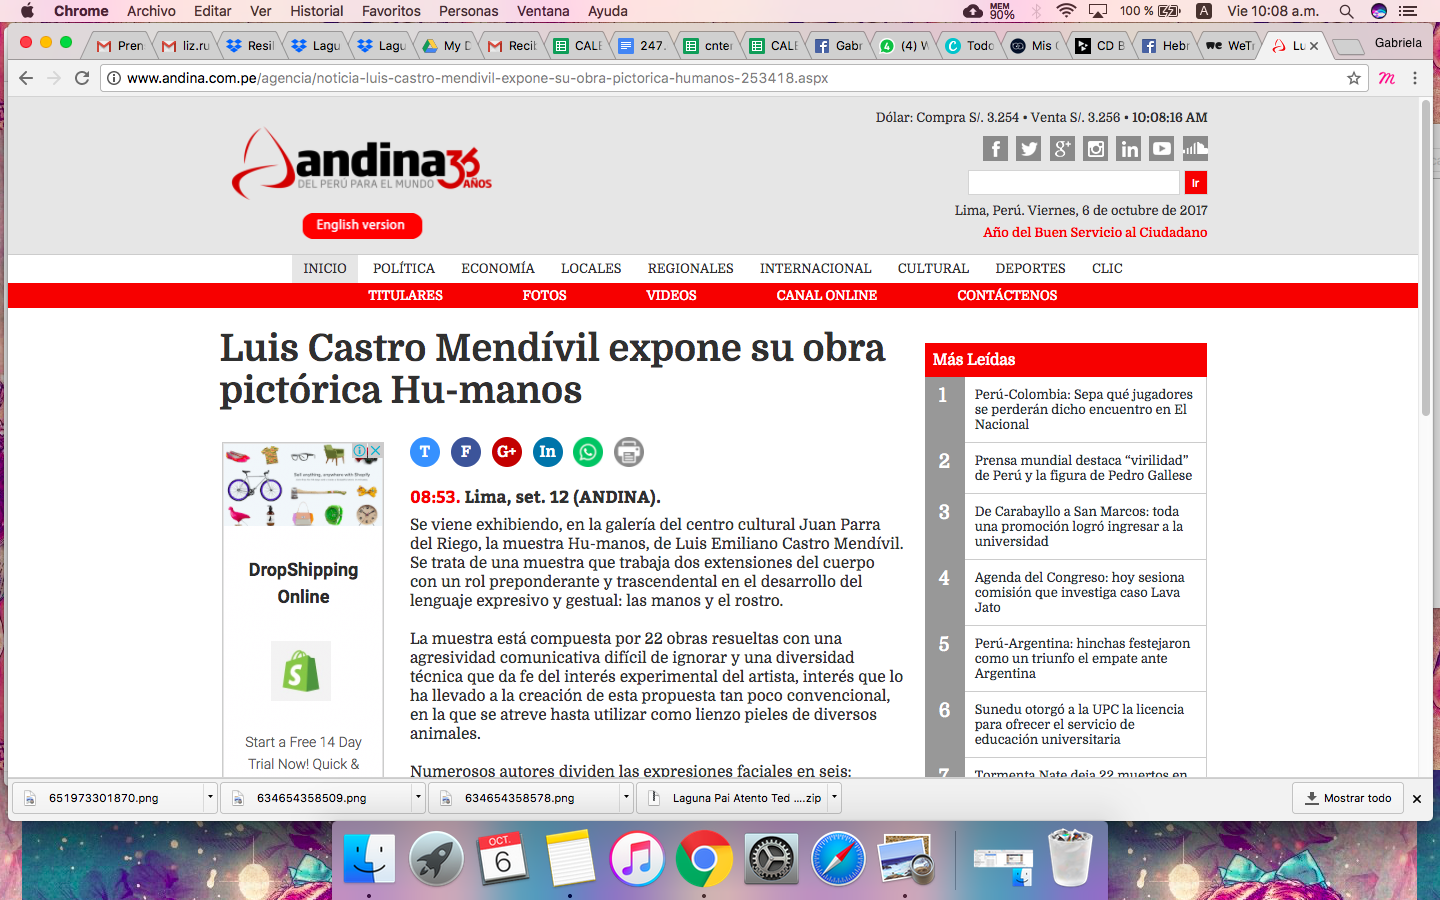 Chrome Archivo Editar Ver Historial Favoritos Personas Ventana Ayuda
MEM 90% 100 % A Vie 10:08 a.m.
Pren liz.ru Resil Lagu Lagu My D Recib CALE 247. cnter CALE Gabr (4) W Todo Mis C CD B Hebr WeTr Lu Gabriela
www.andina.com.pe/agencia/noticia-luis-castro-mendivil-expone-su-obra-pictorica-humanos-253418.aspx
Dólar: Compra S/. 3.254 • Venta S/. 3.256 • 10:08:16 AM
andina 36 AÑOS
DEL PERÚ PARA EL MUNDO
English version
Ir
Lima, Perú. Viernes, 6 de octubre de 2017
Año del Buen Servicio al Ciudadano
INICIO POLÍTICA ECONOMÍA LOCALES REGIONALES INTERNACIONAL CULTURAL DEPORTES CLIC
TITULARES FOTOS VIDEOS CANAL ONLINE CONTÁCTENOS
Luis Castro Mendívil expone su obra
pictórica Hu-manos
T F G+ In
08:53. Lima, set. 12 (ANDINA).
Se viene exhibiendo, en la galería del centro cultural Juan Parra
del Riego, la muestra Hu-manos, de Luis Emiliano Castro Mendívil.
Se trata de una muestra que trabaja dos extensiones del cuerpo
con un rol preponderante y trascendental en el desarrollo del
lenguaje expresivo y gestual: las manos y el rostro.
La muestra está compuesta por 22 obras resueltas con una
agresividad comunicativa difícil de ignorar y una diversidad
técnica que da fe del interés experimental del artista, interés que lo
ha llevado a la creación de esta propuesta tan poco convencional,
en la que se atreve hasta utilizar como lienzo pieles de diversos
animales.
Numerosos autores dividen las expresiones faciales en seis:
Sell anything, anywhere with Shopify
DropShipping
Online
Start a Free 14 Day
Trial Now! Quick &
Más Leídas
1 Perú-Colombia: Sepa qué jugadores
se perderán dicho encuentro en El
Nacional
2 Prensa mundial destaca “virilidad”
de Perú y la figura de Pedro Gallese
3 De Carabayllo a San Marcos: toda
una promoción logró ingresar a la
universidad
4 Agenda del Congreso: hoy sesiona
comisión que investiga caso Lava
Jato
5 Perú-Argentina: hinchas festejaron
como un triunfo el empate ante
Argentina
6 Sunedu otorgó a la UPC la licencia
para ofrecer el servicio de
educación universitaria
7 Tormenta Nate deja 22 muertos en
651973301870.png 634654358509.png 634654358578.png Laguna Pai Atento Ted ....zip Mostrar todo
OCT.
6